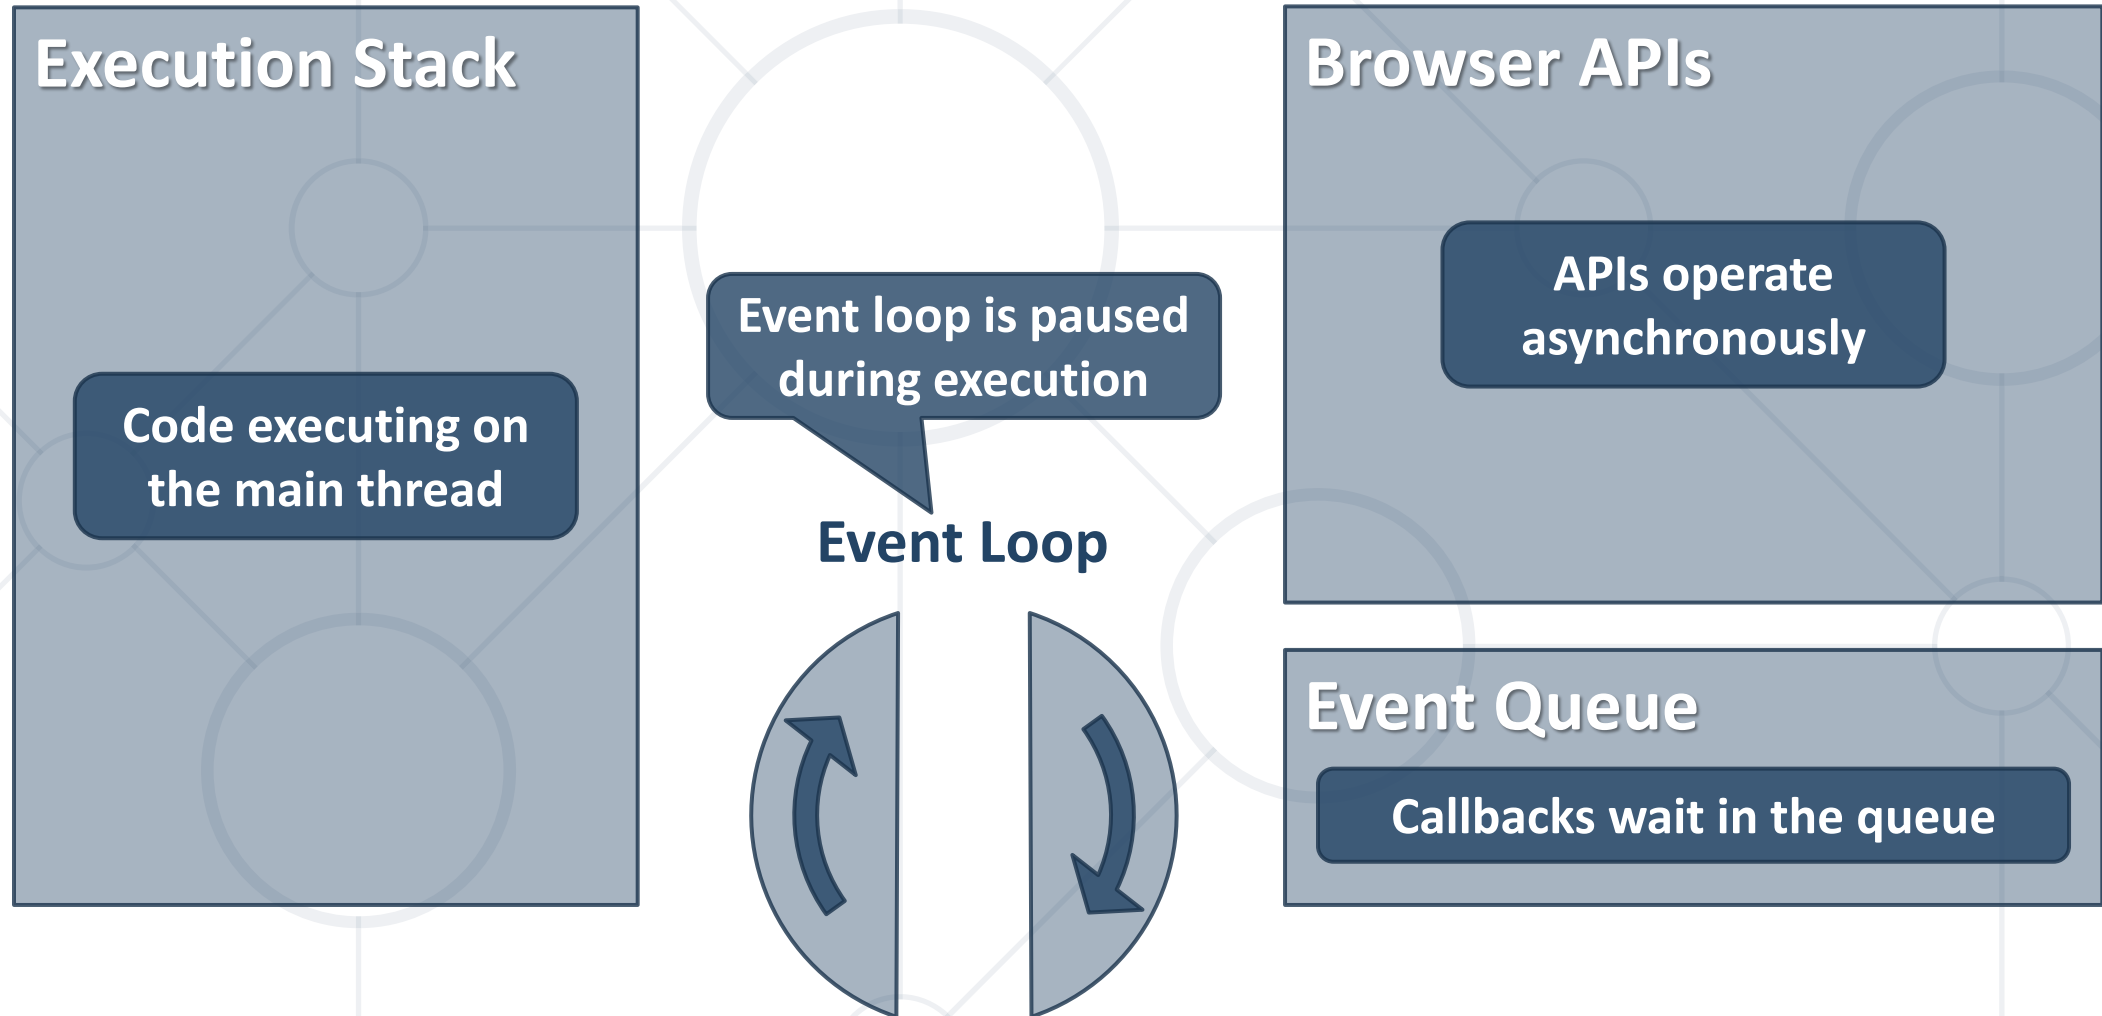 Execution Stack
Code executing on
the main thread
Event loop is paused
during execution
Event Loop
Browser APIs
APIs operate
asynchronously
Event Queue
Callbacks wait in the queue